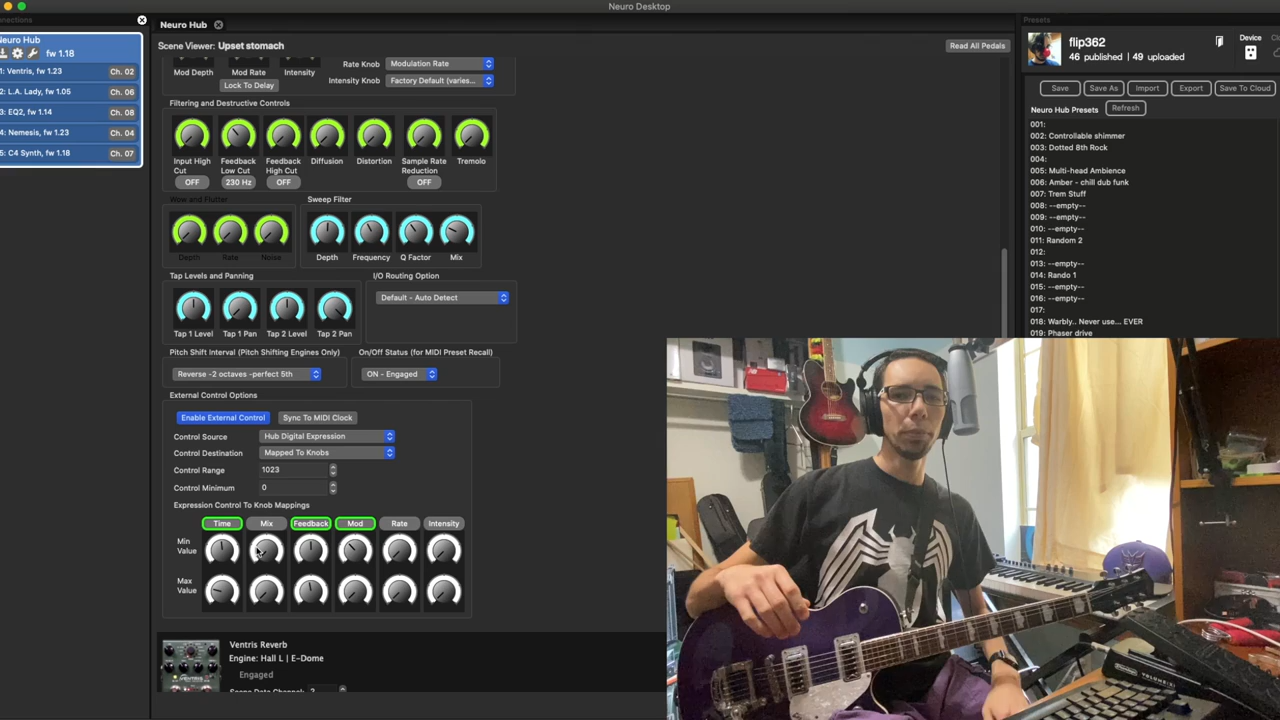 Neuro Desktop
Neuro Hub
fw 1.18
1: Ventris, fw 1.23 Ch. 02
2: L.A. Lady, fw 1.05 Ch. 06
3: EQ2, fw 1.14 Ch. 08
4: Nemesis, fw 1.23 Ch. 04
5: C4 Synth, fw 1.18 Ch. 07
Neuro Hub
Scene Viewer: Upset stomach
Read All Pedals
Mod Depth Mod Rate Intensity
Lock To Delay
Rate Knob Modulation Rate
Intensity Knob Factory Default (varies...
Filtering and Destructive Controls
Input High Cut Feedback Low Cut Feedback High Cut Diffusion Distortion Sample Rate Reduction Tremolo
OFF 230 Hz OFF OFF
Wow and Flutter
Depth Rate Noise
Sweep Filter
Depth Frequency Q Factor Mix
Tap Levels and Panning
Tap 1 Level Tap 1 Pan Tap 2 Level Tap 2 Pan
I/O Routing Option
Default - Auto Detect
Pitch Shift Interval (Pitch Shifting Engines Only)
Reverse -2 octaves -perfect 5th
On/Off Status (for MIDI Preset Recall)
ON - Engaged
External Control Options
Enable External Control Sync To MIDI Clock
Control Source Hub Digital Expression
Control Destination Mapped To Knobs
Control Range 1023
Control Minimum 0
Expression Control To Knob Mappings
Time Mix Feedback Mod Rate Intensity
Min Value
Max Value
Ventris Reverb
Engine: Hall L | E-Dome
Engaged
Presets
flip362
46 published | 49 uploaded
Device
Save Save As Import Export Save To Cloud
Neuro Hub Presets Refresh
001:
002: Controllable shimmer
003: Dotted 8th Rock
004:
005: Multi-head Ambience
006: Amber - chill dub funk
007: Trem Stuff
008: --empty--
009: --empty--
010: --empty--
011: Random 2
012:
013: --empty--
014: Rando 1
015: --empty--
016: --empty--
017:
018: Warbly.. Never use... EVER
019: Phaser drive